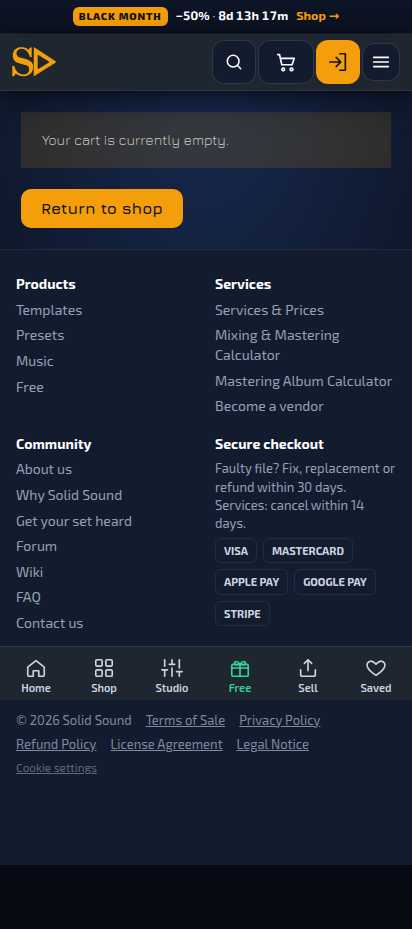 BLACK MONTH −50% · 8d 13h 17m Shop →
SD
Your cart is currently empty.
Return to shop
Products
Templates
Presets
Music
Free
Services
Services & Prices
Mixing & Mastering
Calculator
Mastering Album Calculator
Become a vendor
Community
About us
Why Solid Sound
Get your set heard
Forum
Wiki
FAQ
Contact us
Secure checkout
Faulty file? Fix, replacement or
refund within 30 days.
Services: cancel within 14
days.
VISA MASTERCARD
APPLE PAY GOOGLE PAY
STRIPE
Home Shop Studio Free Sell Saved
© 2026 Solid Sound Terms of Sale Privacy Policy
Refund Policy License Agreement Legal Notice
Cookie settings